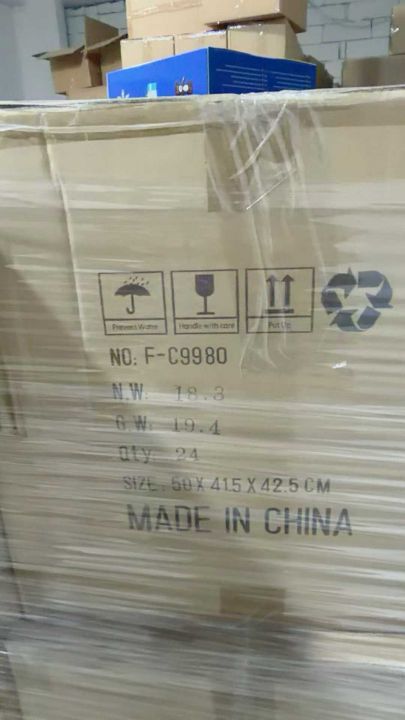 Prevent Water
Handle with care
Put Up
NO: F-C9980
N.W: 18.3
G.W: 19.4
Qty: 24
SIZE: 50 X 41.5 X 42.5 CM
MADE IN CHINA